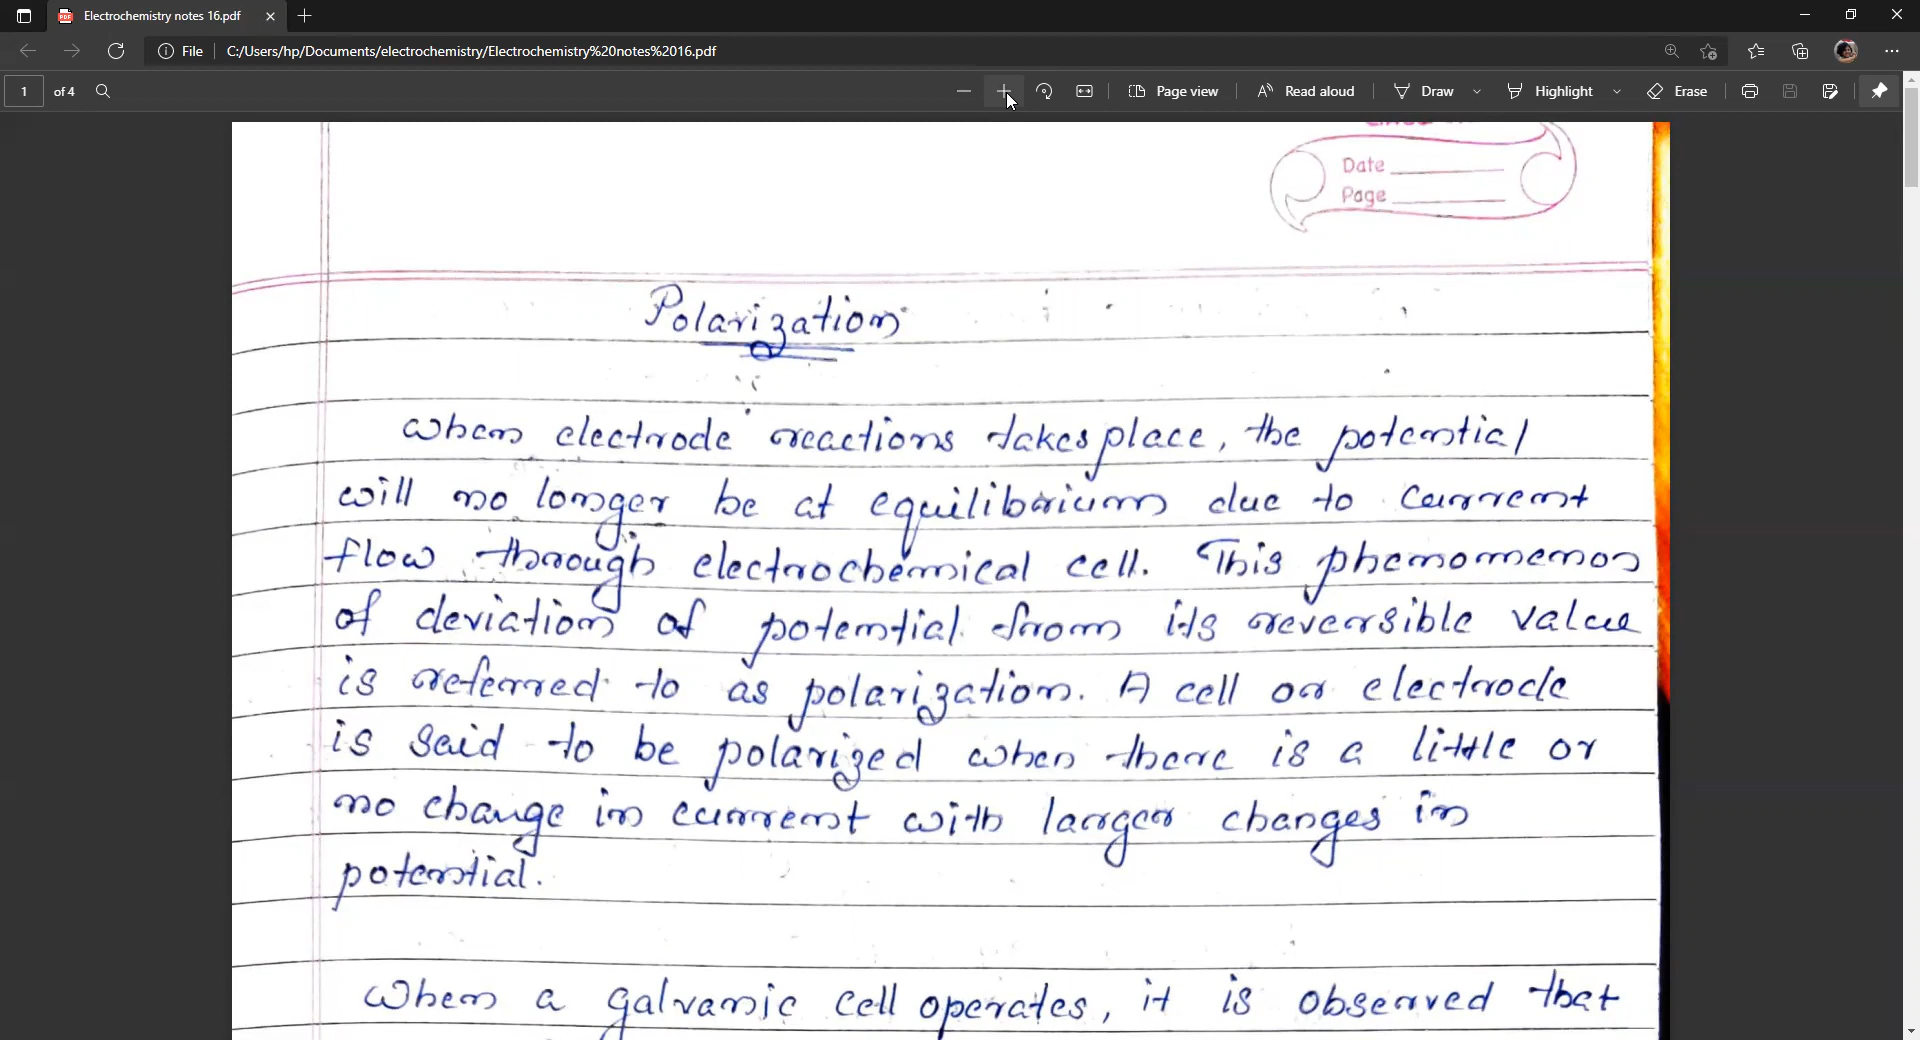 Electrochemistry notes 16.pdf
File C:/Users/hp/Documents/electrochemistry/Electrochemistry%20notes%2016.pdf
1 of 4 Page view Read aloud Draw Highlight Erase
Date
Page
Polarization
When electrode reactions takes place, the potential
will no longer be at equilibrium due to current
flow through electrochemical cell. This phenomenon
of deviation of potential from its reversible value
is referred to as polarization. A cell or electrode
is said to be polarized when there is a little or
no change in current with larger changes in
potential.
When a galvanic cell operates, it is observed that